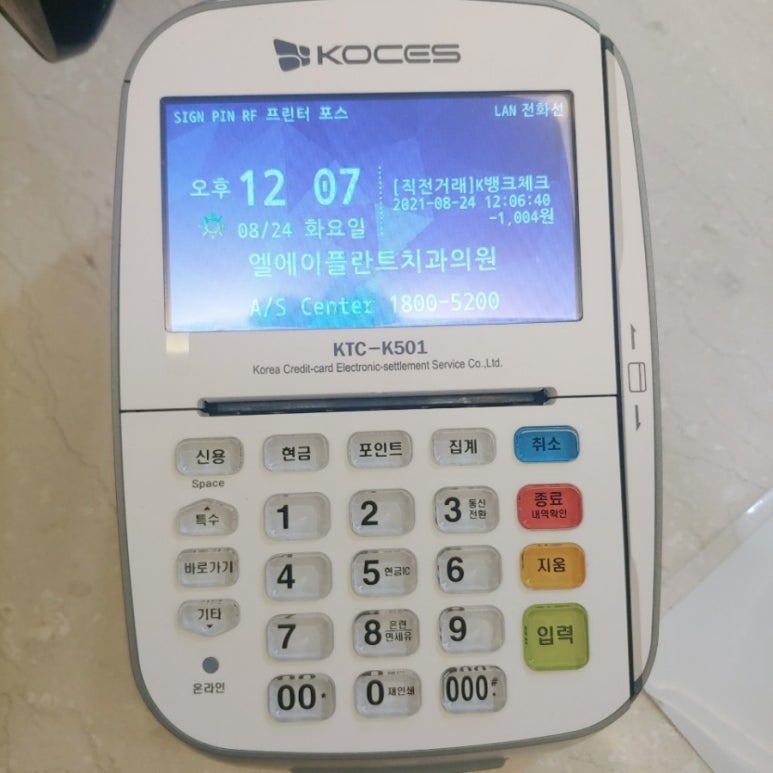 KOCES
SIGN PIN RF 프린터 포스 LAN 전화선
오후 12 07
[직전거래]K뱅크체크
2021-08-24 12:06:40
-1,004원
08/24 화요일
엘에이플란트치과의원
A/S Center 1800-5200
KTC-K501
Korea Credit-card Electronic-settlement Service Co.,Ltd.
신용 현금 포인트 집계 취소
Space
특수 1 2 3 통신전환 종료 내역확인
바로가기 4 5 현금IC 6 지움
기타 7 8 은련 면세유 9 입력
온라인 00 * 0 재인쇄 000 #